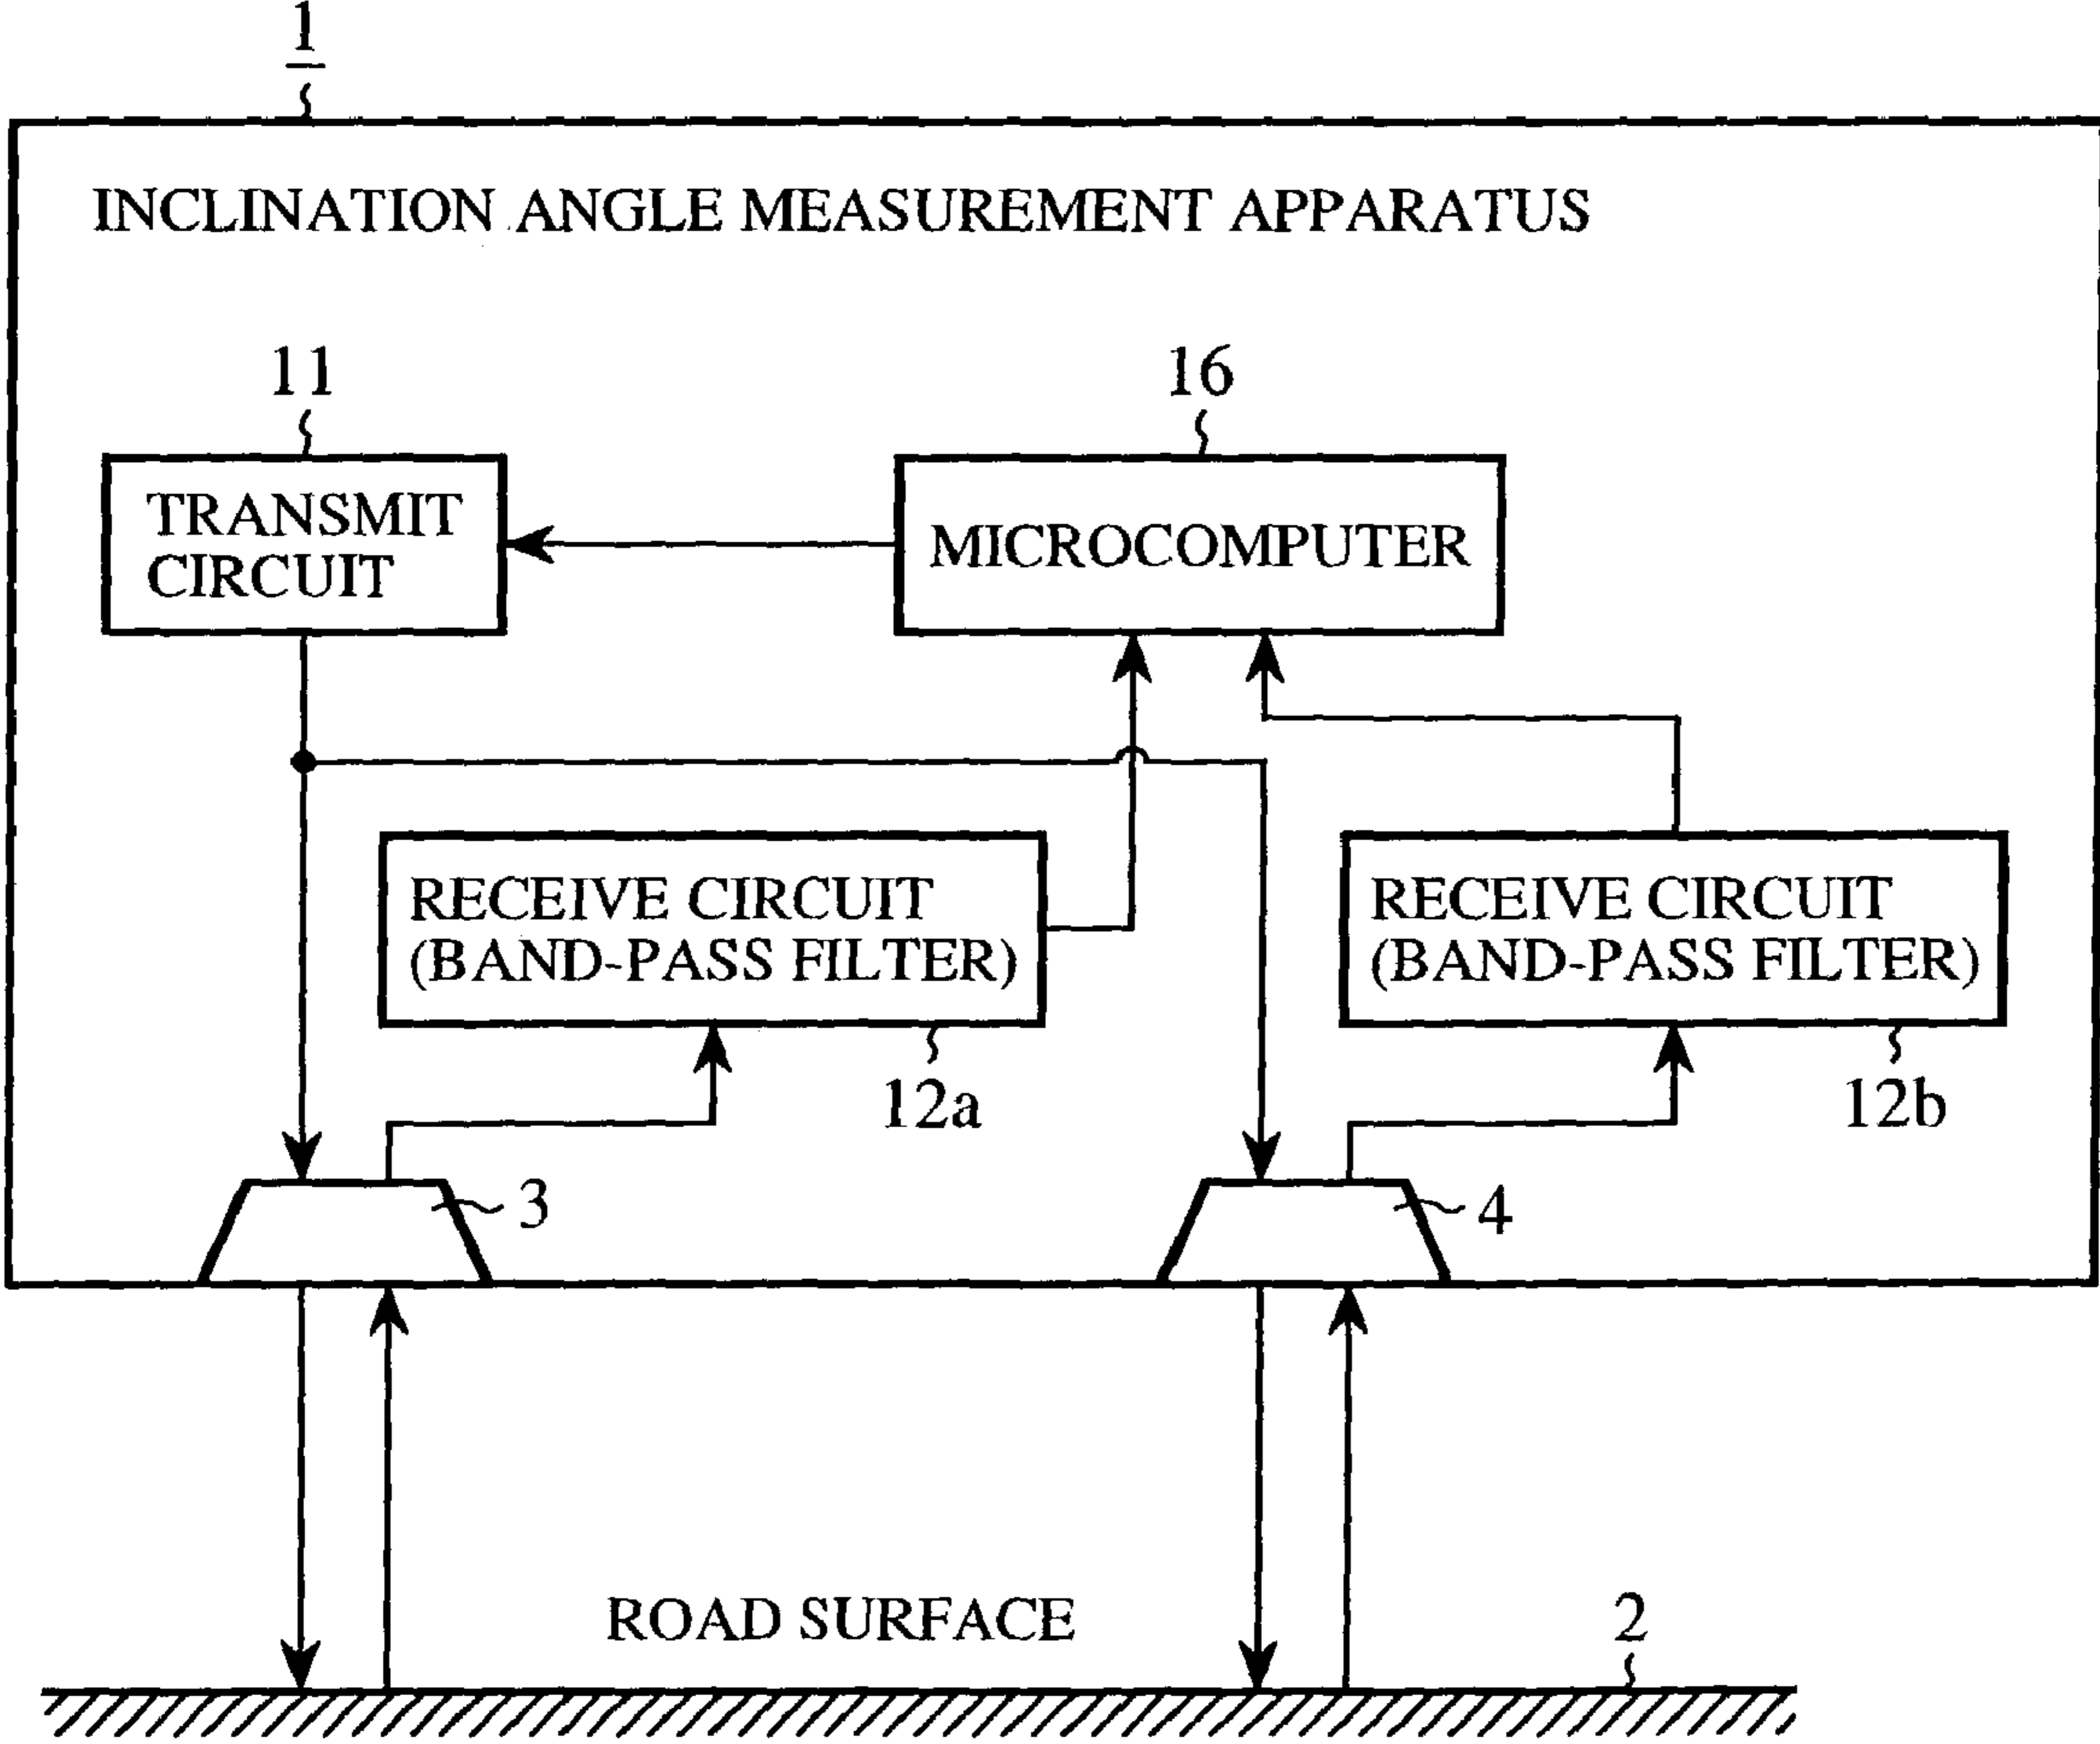 1
INCLINATION ANGLE MEASUREMENT APPARATUS
11
16
TRANSMIT
CIRCUIT
MICROCOMPUTER
RECEIVE CIRCUIT
(BAND-PASS FILTER)
RECEIVE CIRCUIT
(BAND-PASS FILTER)
12a
12b
3
4
ROAD SURFACE
2